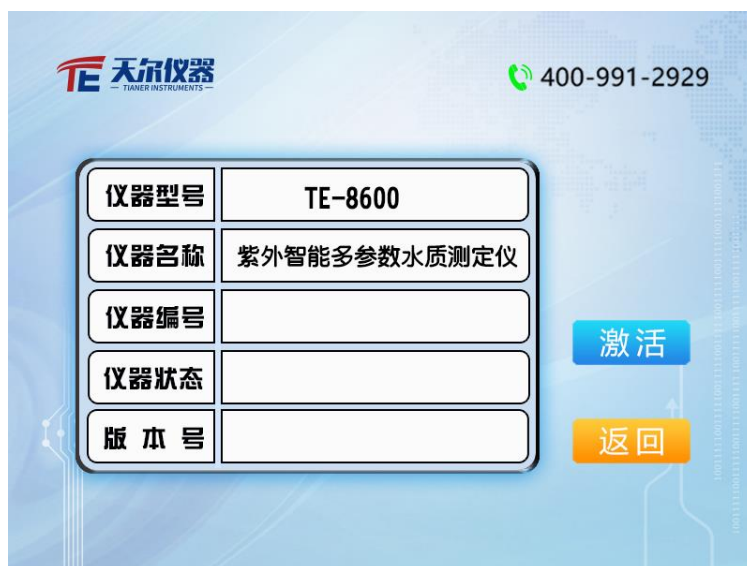 TE 天尔仪器
— TIANER INSTRUMENTS —
400-991-2929
仪器型号 TE-8600
仪器名称 紫外智能多参数水质测定仪
仪器编号
仪器状态
版本号
激活
返回